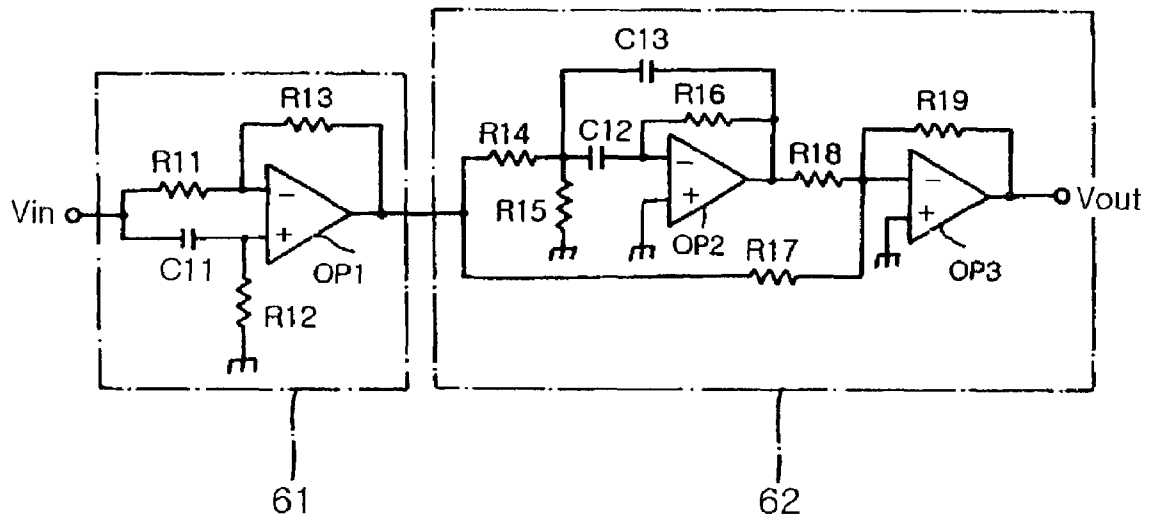 C13
R13
R16
R19
R14
C12
R11
R18
−
−
−
Vin
+
+
+
Vout
R15
C11
OP1
OP2
R17
OP3
R12
61
62